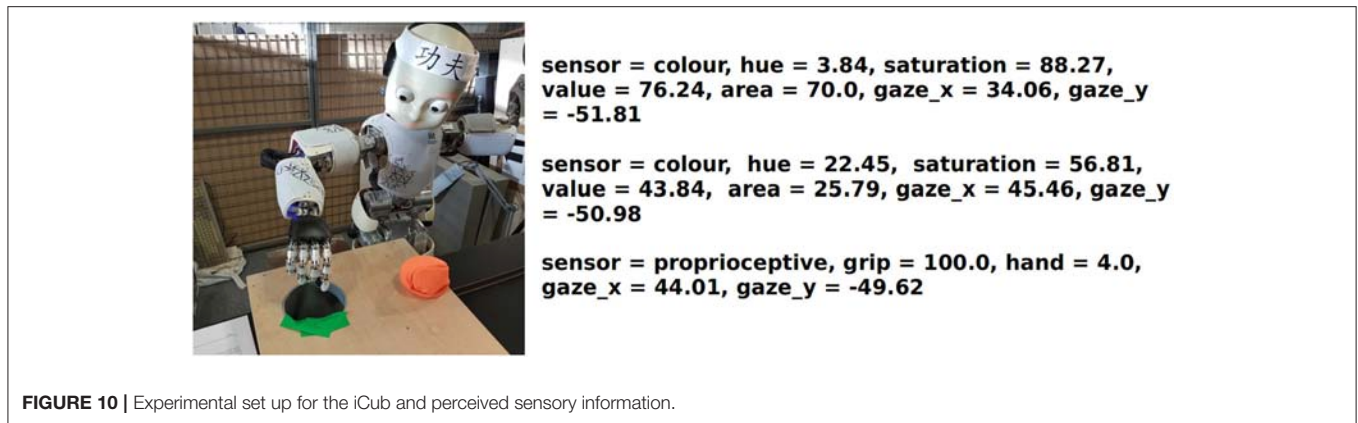 功夫
sensor = colour, hue = 3.84, saturation = 88.27,
value = 76.24, area = 70.0, gaze_x = 34.06, gaze_y
= -51.81
sensor = colour, hue = 22.45, saturation = 56.81,
value = 43.84, area = 25.79, gaze_x = 45.46, gaze_y
= -50.98
sensor = proprioceptive, grip = 100.0, hand = 4.0,
gaze_x = 44.01, gaze_y = -49.62
FIGURE 10 | Experimental set up for the iCub and perceived sensory information.